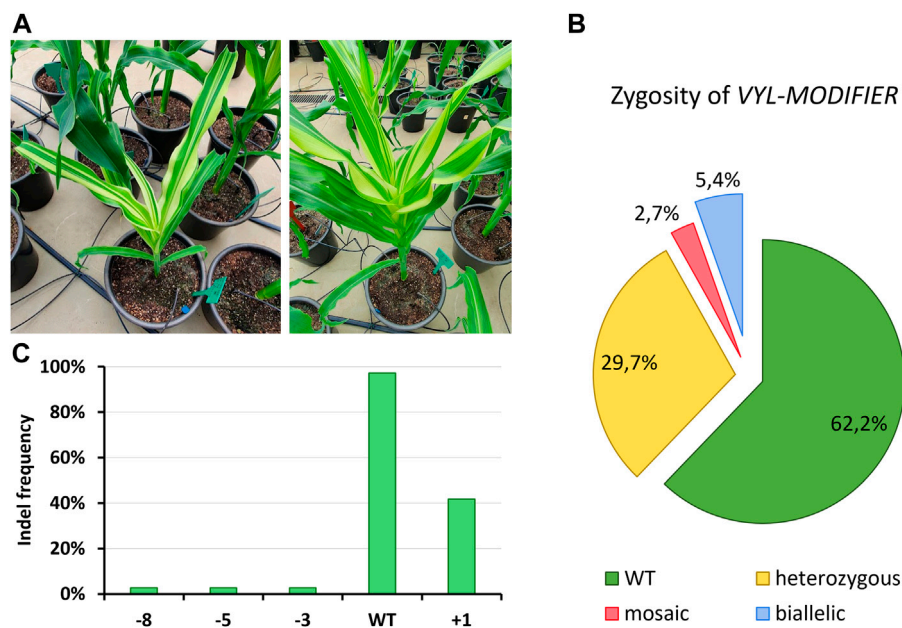 A
B
Zygosity of VYL-MODIFIER
5,4%
2,7%
29,7%
62,2%
WT
heterozygous
mosaic
biallelic
C
100%
80%
60%
40%
20%
0%
Indel frequency
-8
-5
-3
WT
+1